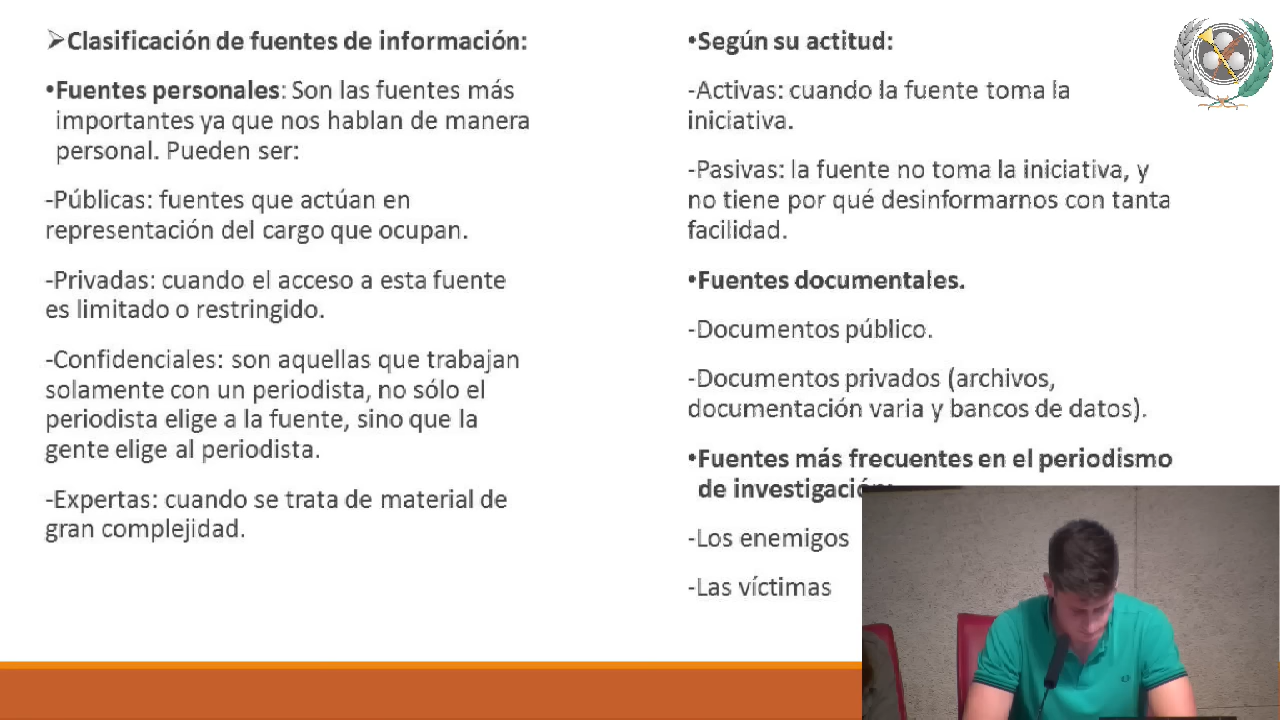 ➢Clasificación de fuentes de información:
•Fuentes personales: Son las fuentes más
importantes ya que nos hablan de manera
personal. Pueden ser:
-Públicas: fuentes que actúan en
representación del cargo que ocupan.
-Privadas: cuando el acceso a esta fuente
es limitado o restringido.
-Confidenciales: son aquellas que trabajan
solamente con un periodista, no sólo el
periodista elige a la fuente, sino que la
gente elige al periodista.
-Expertas: cuando se trata de material de
gran complejidad.
•Según su actitud:
-Activas: cuando la fuente toma la
iniciativa.
-Pasivas: la fuente no toma la iniciativa, y
no tiene por qué desinformarnos con tanta
facilidad.
•Fuentes documentales.
-Documentos público.
-Documentos privados (archivos,
documentación varia y bancos de datos).
•Fuentes más frecuentes en el periodismo
de investigación:
-Los enemigos
-Las víctimas